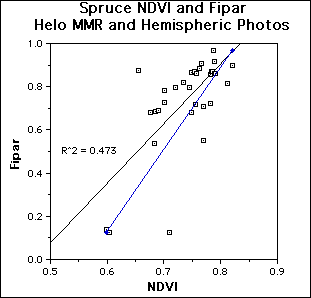 Spruce NDVI and Fipar
Helo MMR and Hemispheric Photos
1.0
0.8
0.6
0.4
0.2
0.0
Fipar
R^2 = 0.473
0.5
0.6
0.7
0.8
0.9
NDVI